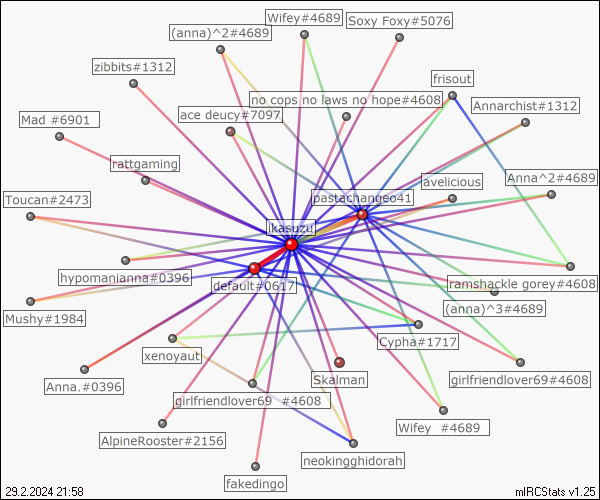 Wifey#4689
Soxy Foxy#5076
(anna)^2#4689
zibbits#1312
frisout
no cops no laws no hope#4608
Annarchist#1312
ace deucy#7097
Mad #6901
rattgaming
avelicious
Anna^2#4689
pastachangeo41
Toucan#2473
ikasuzu
hypomanianna#0396
default#0617
ramshackle gorey#4608
(anna)^3#4689
Mushy#1984
Cypha#1717
xenoyaut
Skalman
girlfriendlover69#4608
Anna.#0396
girlfriendlover69 #4608
Wifey #4689
AlpineRooster#2156
neokingghidorah
fakedingo
29.2.2024 21:58
mIRCStats v1.25